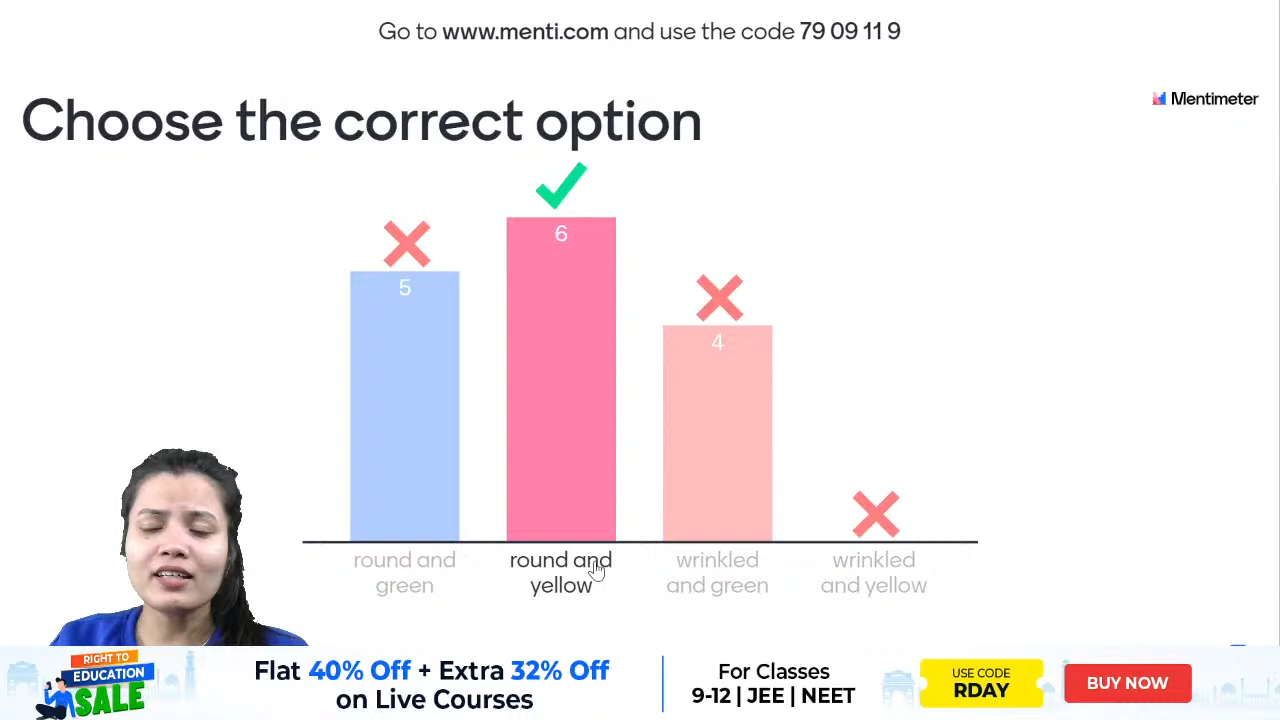 Go to www.menti.com and use the code 79 09 11 9
Mentimeter
Choose the correct option
5
6
4
round and
green
round and
yellow
wrinkled
and green
wrinkled
and yellow
RIGHT TO
EDUCATION
SALE
Flat 40% Off + Extra 32% Off
on Live Courses
For Classes
9-12 | JEE | NEET
USE CODE
RDAY
BUY NOW